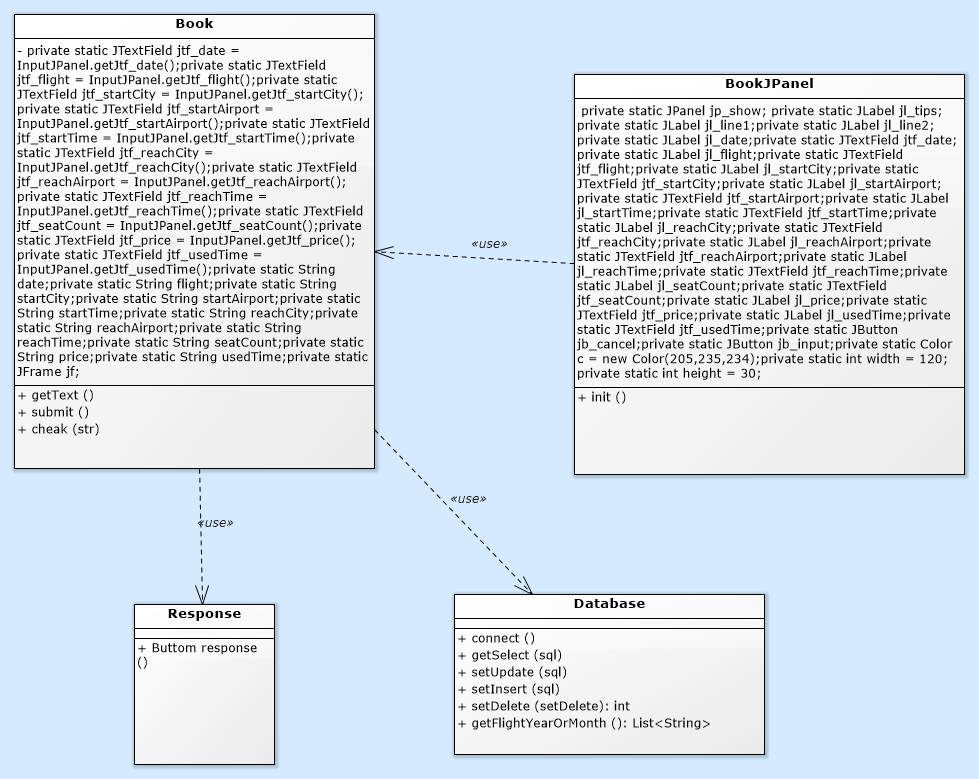 Book
- private static JTextField jtf_date =
InputJPanel.getJtf_date();private static JTextField
jtf_flight = InputJPanel.getJtf_flight();private static
JTextField jtf_startCity = InputJPanel.getJtf_startCity();
private static JTextField jtf_startAirport =
InputJPanel.getJtf_startAirport();private static JTextField
jtf_startTime = InputJPanel.getJtf_startTime();private
static JTextField jtf_reachCity =
InputJPanel.getJtf_reachCity();private static JTextField
jtf_reachAirport = InputJPanel.getJtf_reachAirport();
private static JTextField jtf_reachTime =
InputJPanel.getJtf_reachTime();private static JTextField
jtf_seatCount = InputJPanel.getJtf_seatCount();private
static JTextField jtf_price = InputJPanel.getJtf_price();
private static JTextField jtf_usedTime =
InputJPanel.getJtf_usedTime();private static String
date;private static String flight;private static String
startCity;private static String startAirport;private static
String startTime;private static String reachCity;private
static String reachAirport;private static String
reachTime;private static String seatCount;private static
String price;private static String usedTime;private static
JFrame jf;
+ getText ()
+ submit ()
+ cheak (str)
«use»
BookJPanel
private static JPanel jp_show; private static JLabel jl_tips;
private static JLabel jl_line1;private static JLabel jl_line2;
private static JLabel jl_date;private static JTextField jtf_date;
private static JLabel jl_flight;private static JTextField
jtf_flight;private static JLabel jl_startCity;private static
JTextField jtf_startCity;private static JLabel jl_startAirport;
private static JTextField jtf_startAirport;private static JLabel
jl_startTime;private static JTextField jtf_startTime;private
static JLabel jl_reachCity;private static JTextField
jtf_reachCity;private static JLabel jl_reachAirport;private
static JTextField jtf_reachAirport;private static JLabel
jl_reachTime;private static JTextField jtf_reachTime;private
static JLabel jl_seatCount;private static JTextField
jtf_seatCount;private static JLabel jl_price;private static
JTextField jtf_price;private static JLabel jl_usedTime;private
static JTextField jtf_usedTime;private static JButton
jb_cancel;private static JButton jb_input;private static Color
c = new Color(205,235,234);private static int width = 120;
private static int height = 30;
+ init ()
«use»
«use»
Response
+ Buttom response
()
Database
+ connect ()
+ getSelect (sql)
+ setUpdate (sql)
+ setInsert (sql)
+ setDelete (setDelete): int
+ getFlightYearOrMonth (): List<String>